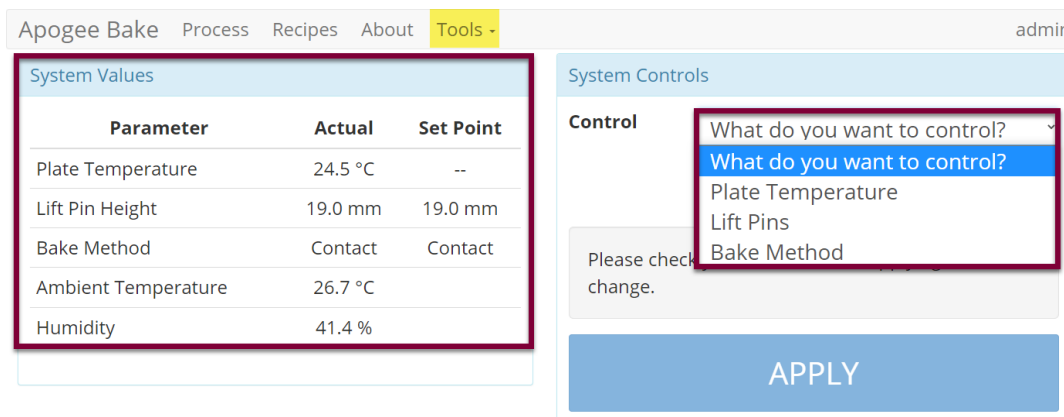 Apogee Bake Process Recipes About Tools admin
System Values
Parameter Actual Set Point
Plate Temperature 24.5 °C --
Lift Pin Height 19.0 mm 19.0 mm
Bake Method Contact Contact
Ambient Temperature 26.7 °C
Humidity 41.4 %
System Controls
Control What do you want to control?
What do you want to control?
Plate Temperature
Lift Pins
Bake Method
Please check
change.
APPLY